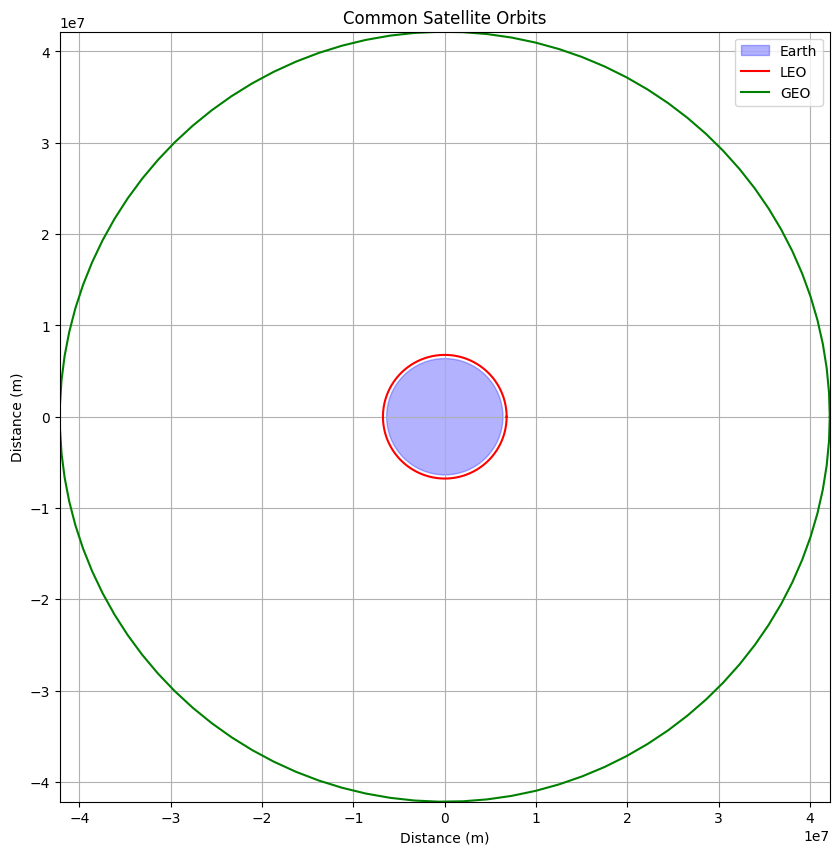 Common Satellite Orbits
1e7
Earth
LEO
GEO
4
3
2
1
0
−1
−2
−3
−4
Distance (m)
−4 −3 −2 −1 0 1 2 3 4
1e7
Distance (m)